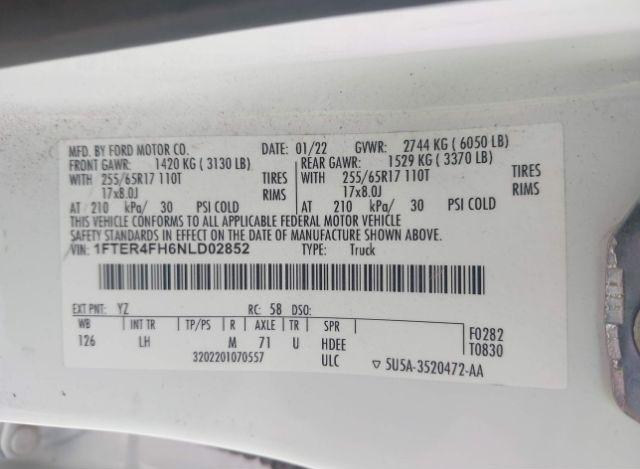 MFD. BY FORD MOTOR CO. DATE: 01/22 GVWR: 2744 KG ( 6050 LB)
FRONT GAWR: 1420 KG ( 3130 LB) REAR GAWR: 1529 KG ( 3370 LB)
WITH 255/65R17 110T TIRES WITH 255/65R17 110T TIRES
17x8.0J RIMS 17x8.0J RIMS
AT 210 kPa/ 30 PSI COLD AT 210 kPa/ 30 PSI COLD
THIS VEHICLE CONFORMS TO ALL APPLICABLE FEDERAL MOTOR VEHICLE
SAFETY STANDARDS IN EFFECT ON THE DATE OF MANUFACTURE SHOWN ABOVE.
VIN: 1FTER4FH6NLD02852 TYPE: Truck
EXT PNT: YZ RC: 58 DSO:
WB INT TR TP/PS R AXLE TR SPR F0282
126 LH M 71 U HDEE T0830
3202201070557 ULC ▽ 5U5A-3520472-AA